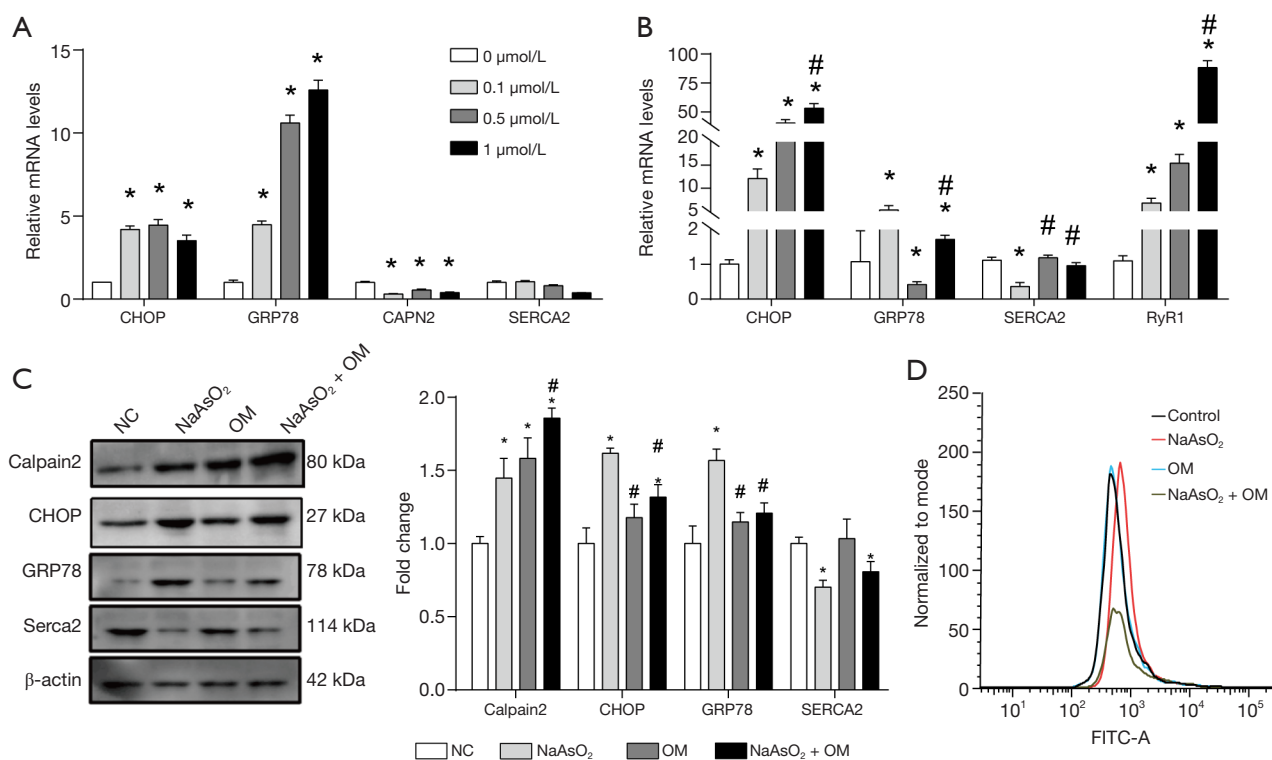 A
Relative mRNA levels
15
10
5
0
* * *
* * *
* * *
CHOP GRP78 CAPN2 SERCA2
0 µmol/L
0.1 µmol/L
0.5 µmol/L
1 µmol/L
B
Relative mRNA levels
100
75
50
20
15
10
5
2
1
0
* * # *
* * # *
* # #
* * # *
CHOP GRP78 SERCA2 RyR1
C
NC NaAsO₂ OM NaAsO₂ + OM
Calpain2 80 kDa
CHOP 27 kDa
GRP78 78 kDa
Serca2 114 kDa
β-actin 42 kDa
Fold change
2.0
1.5
1.0
0.5
0.0
* * # *
* # # *
* # #
* *
Calpain2 CHOP GRP78 SERCA2
NC NaAsO₂ OM NaAsO₂ + OM
D
Normalized to mode
250
200
150
100
50
0
Control
NaAsO₂
OM
NaAsO₂ + OM
10¹ 10² 10³ 10⁴ 10⁵
FITC-A